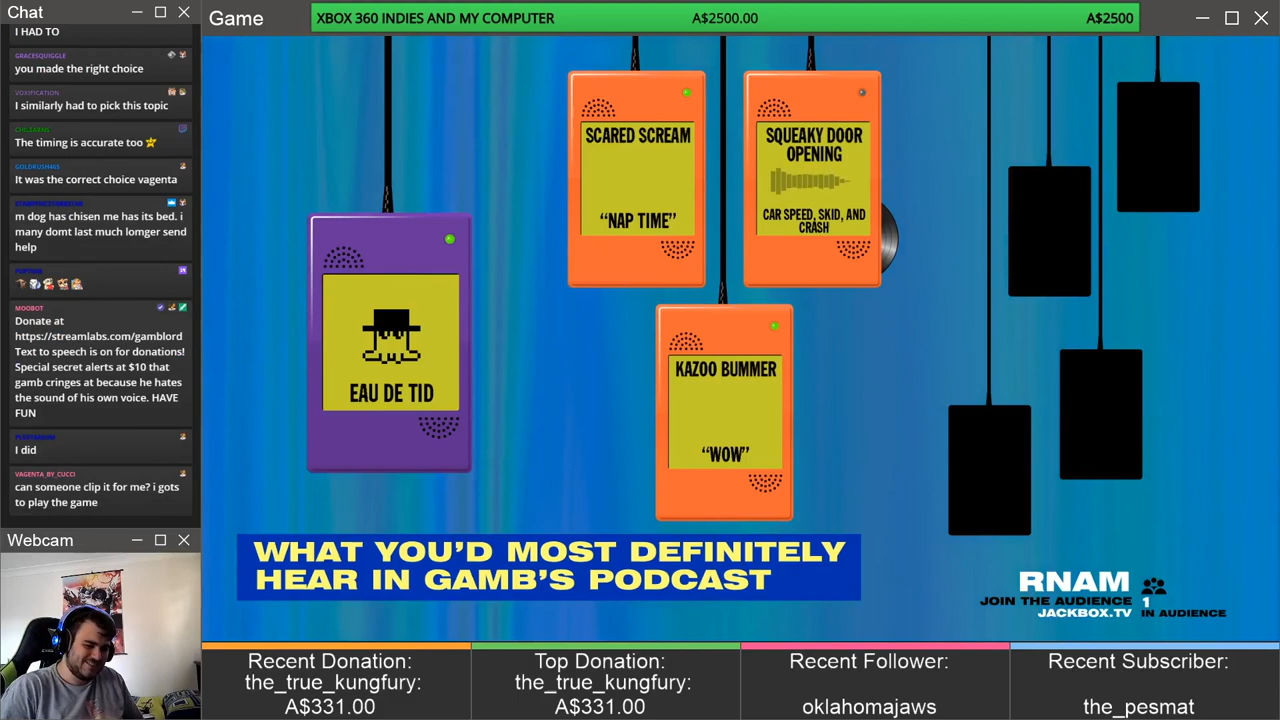 Chat
Game
XBOX 360 INDIES AND MY COMPUTER
A$2500.00
A$2500
I HAD TO
GRACESQUIGGLE
you made the right choice
VOXIFICATION
I similarly had to pick this topic
The timing is accurate too
GOLDRUSH465
It was the correct choice vagenta
m dog has chisen me has its bed. i
many domt last much lomger send
help
MOOBOT
Donate at
https://streamlabs.com/gamblord
Text to speech is on for donations!
Special secret alerts at $10 that
gamb cringes at because he hates
the sound of his own voice. HAVE
FUN
I did
VAGENTA_BY_CUCCI
can someone clip it for me? i gots
to play the game
Webcam
EAU DE TID
SCARED SCREAM
“NAP TIME”
SQUEAKY DOOR
OPENING
CAR SPEED, SKID, AND
CRASH
KAZOO BUMMER
“WOW”
WHAT YOU’D MOST DEFINITELY
HEAR IN GAMB’S PODCAST
RNAM
JOIN THE AUDIENCE
JACKBOX.TV
1
IN AUDIENCE
Recent Donation:
the_true_kungfury:
A$331.00
Top Donation:
the_true_kungfury:
A$331.00
Recent Follower:
oklahomajaws
Recent Subscriber:
the_pesmat